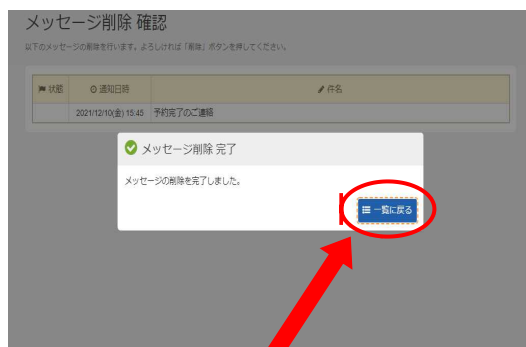 メッセージ削除 確認
以下のメッセージの削除を行います。よろしければ「削除」ボタンを押してください。
状態 通知日時 件名
2021/12/10(金) 15:45 予約完了のご連絡
メッセージ削除 完了
メッセージの削除を完了しました。
一覧に戻る